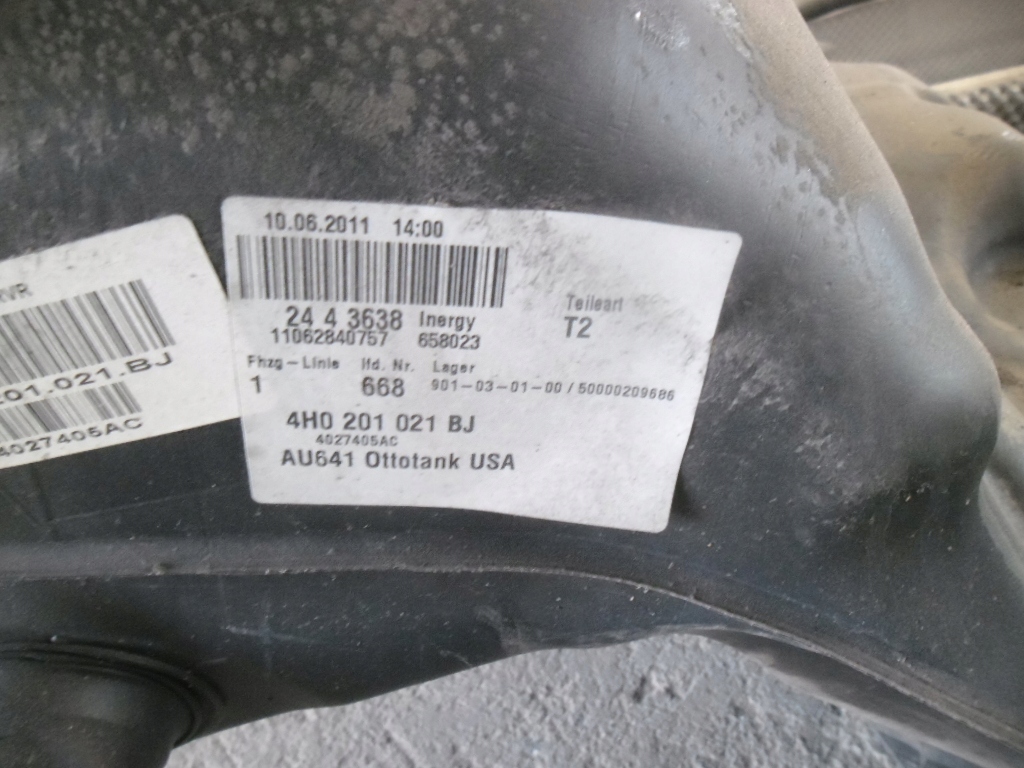 10.06.2011 14:00
24 4 3638 Inergy
Teileart
11062840757 658023
T2
Fhzg-Linie lfd. Nr. Lager
1 668 901-03-01-00 / 50000209686
4H0 201 021 BJ
4027405AC
AU641 Ottotank USA
201.021.BJ
4027405AC